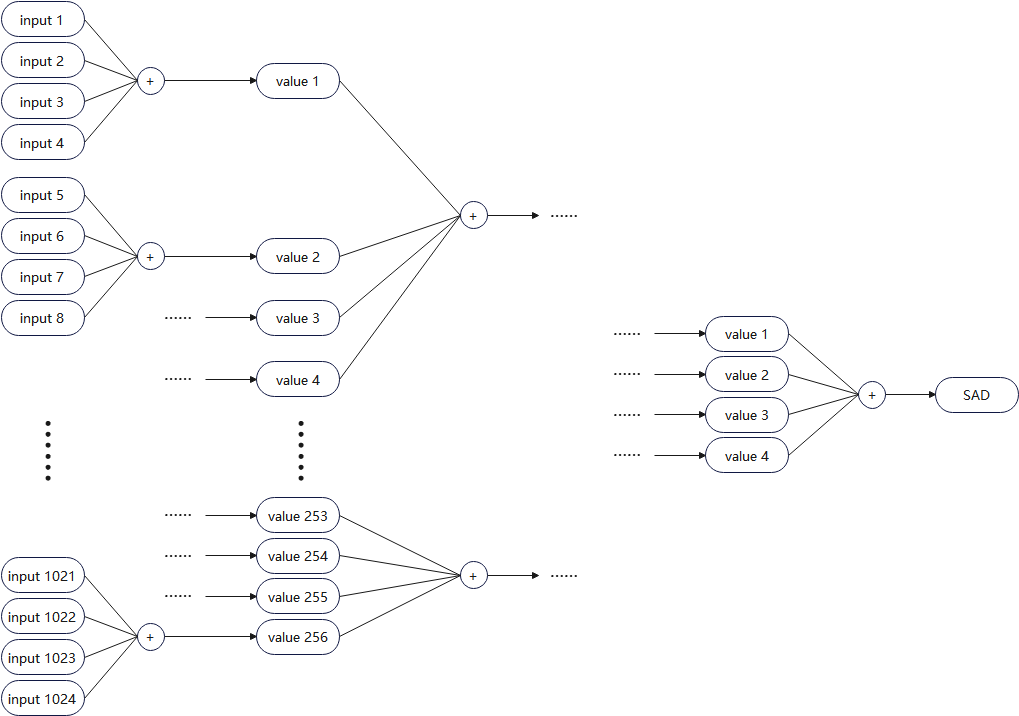 input 1
input 2
input 3
input 4
+
value 1
input 5
input 6
input 7
input 8
+
value 2
......
value 3
......
value 4
+
......
......
value 1
......
value 2
......
value 3
......
value 4
+
SAD
......
value 253
......
value 254
......
value 255
value 256
+
......
input 1021
input 1022
input 1023
input 1024
+